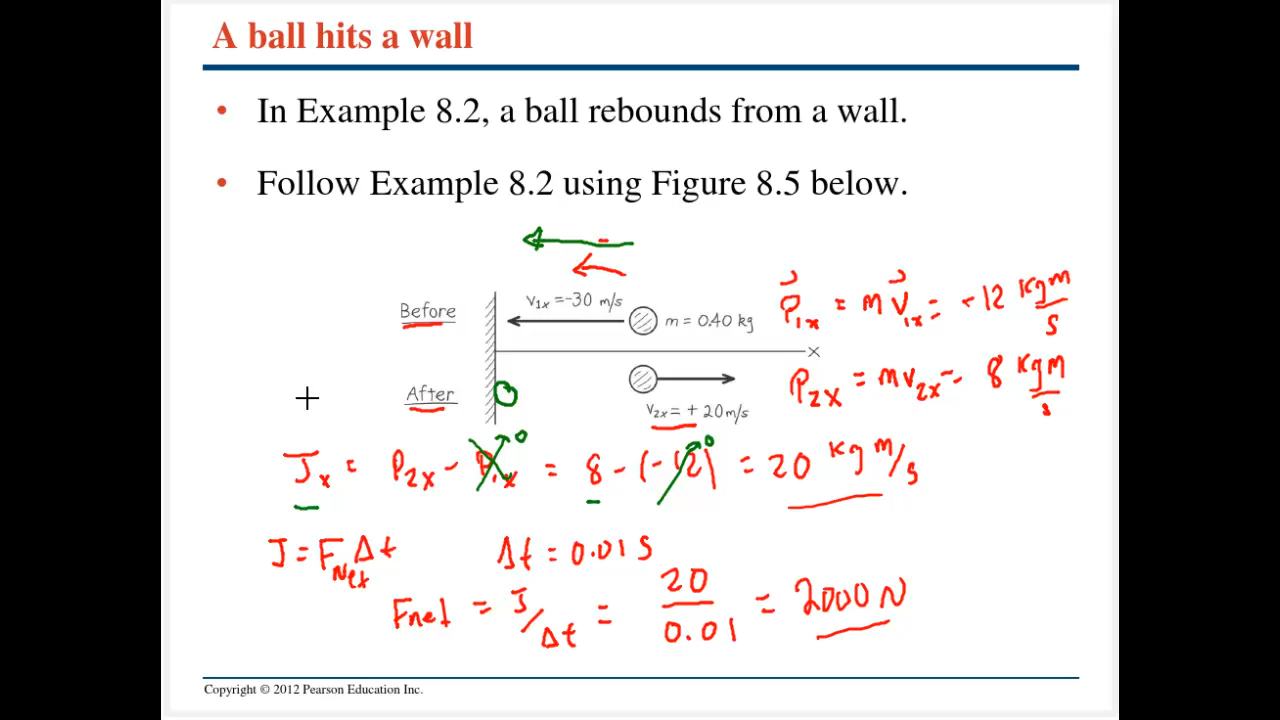 A ball hits a wall
• In Example 8.2, a ball rebounds from a wall.
• Follow Example 8.2 using Figure 8.5 below.
Before
v1x = -30 m/s
m = 0.40 kg
P1x = m V1x = -12 kg m/s
x
After
v2x = + 20 m/s
P2x = m v2x = 8 kg m/s
Jx = P2x - P1x 0 = 8 - (-12) 0 = 20 kg m/s
J = FNet Δt
Δt = 0.01 s
Fnet = J/Δt = 20/0.01 = 2000 N
Copyright © 2012 Pearson Education Inc.